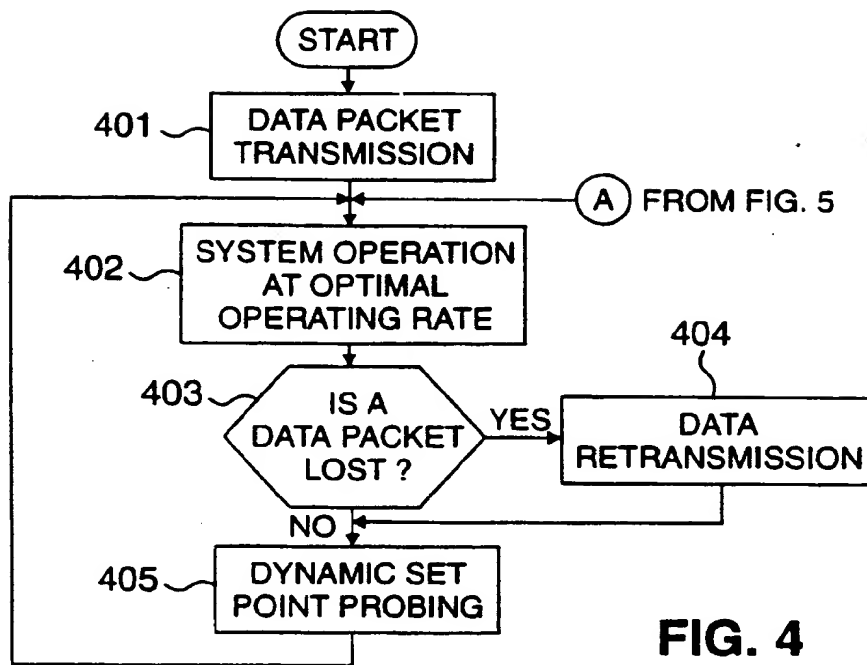 START
401
DATA PACKET
TRANSMISSION
A FROM FIG. 5
402
SYSTEM OPERATION
AT OPTIMAL
OPERATING RATE
403
IS A
DATA PACKET
LOST ?
YES
404
DATA
RETRANSMISSION
NO
405
DYNAMIC SET
POINT PROBING
FIG. 4